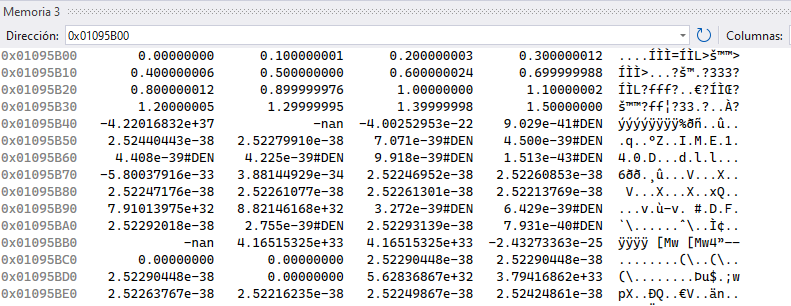 Memoria 3
Dirección: 0x01095B00 Columnas:
0x01095B00 0.00000000 0.100000001 0.200000003 0.300000012 ....ÍÌÌ=ÍÌL>š™™>
0x01095B10 0.400000006 0.500000000 0.600000024 0.699999988 ÍÌÌ>...?š™.?333?
0x01095B20 0.800000012 0.899999976 1.00000000 1.10000002 ÍÌL?fff?..€?ÍÌŒ?
0x01095B30 1.20000005 1.29999995 1.39999998 1.50000000 š™™?ff¦?33.?..À?
0x01095B40 -4.22016832e+37 -nan -4.00252953e-22 9.029e-41#DEN ýýýýÿÿÿÿ%ðñ..û..
0x01095B50 2.52440443e-38 2.52279910e-38 7.071e-39#DEN 4.500e-39#DEN .q..ºZ..I.M.E.1.
0x01095B60 4.408e-39#DEN 4.225e-39#DEN 9.918e-39#DEN 1.513e-43#DEN 4.0.D...d.l.l...
0x01095B70 -5.80037916e-33 3.88144929e-34 2.52246952e-38 2.52260853e-38 6ðð.¸û...V...X..
0x01095B80 2.52247176e-38 2.52261077e-38 2.52261301e-38 2.52213769e-38 .V...X...X...xQ..
0x01095B90 7.91013975e+32 8.82146168e+32 3.272e-39#DEN 6.429e-39#DEN ...v.ù-v. #.D.F.
0x01095BA0 2.52292018e-38 2.755e-39#DEN 2.52293139e-38 7.931e-40#DEN
0x01095BB0 -nan 4.16515325e+33 4.16515325e+33 -2.43273363e-25
0x01095BC0 0.00000000 0.00000000 2.52290448e-38 2.52290448e-38 ........(\..(\..
0x01095BD0 2.52290448e-38 0.00000000 5.62836867e+32 3.79416862e+33 (\.......Þu$.;w
0x01095BE0 2.52263767e-38 2.52216235e-38 2.52249867e-38 2.52424861e-38 pX..ÐQ..€V..än..